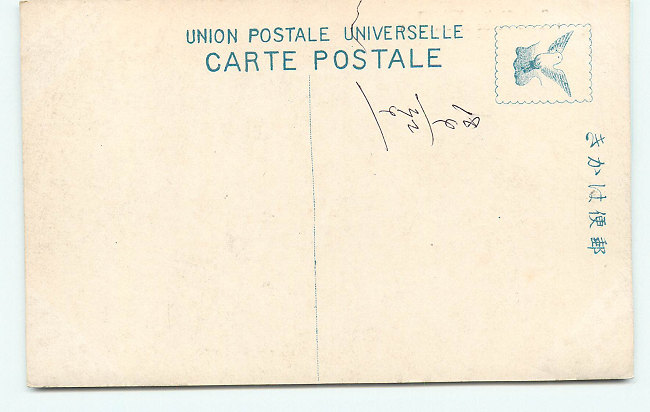 UNION POSTALE UNIVERSELLE
CARTE POSTALE
郵便はかき